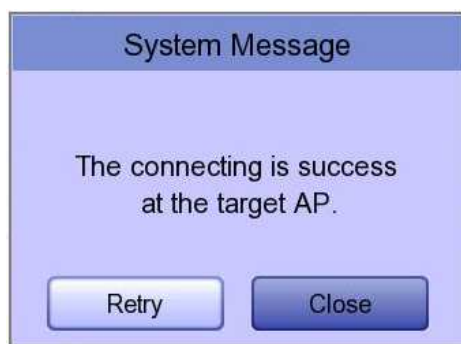 System Message
The connecting is success
at the target AP.
Retry
Close